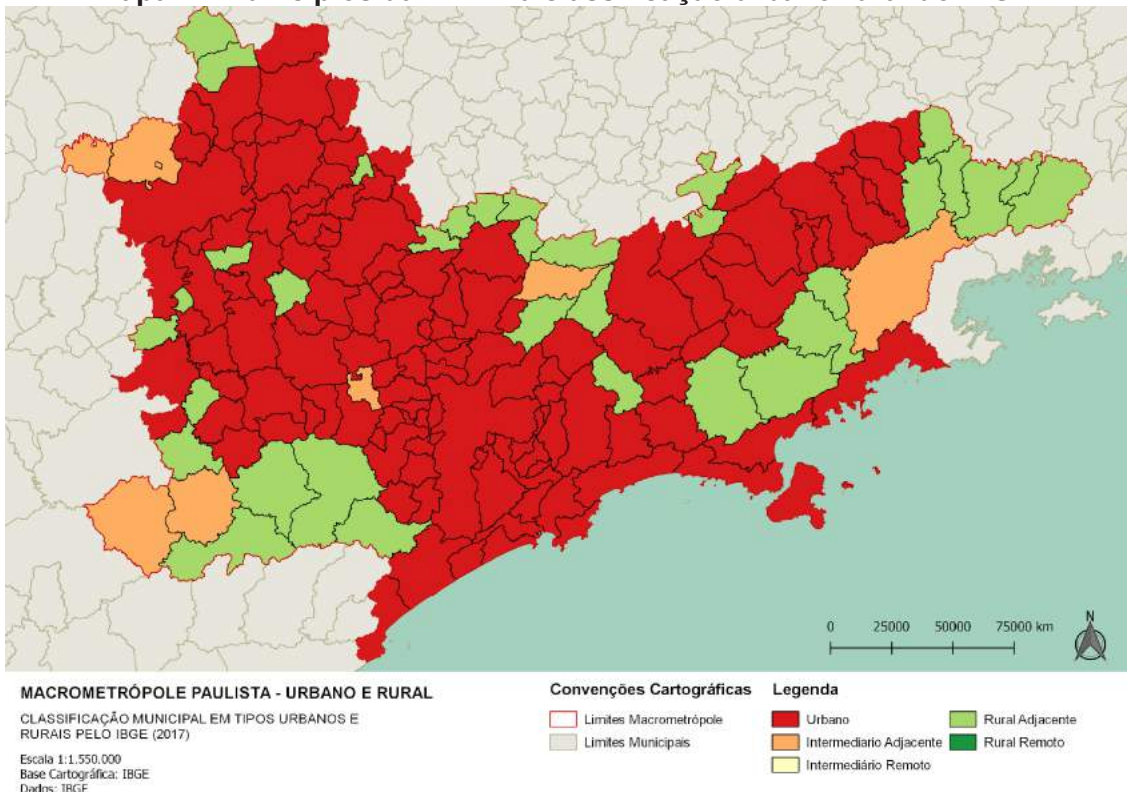 0 25000 50000 75000 km
N
MACROMETRÓPOLE PAULISTA - URBANO E RURAL
CLASSIFICAÇÃO MUNICIPAL EM TIPOS URBANOS E
RURAIS PELO IBGE (2017)
Escala 1:1.550.000
Base Cartográfica: IBGE
Dados: IBGE
Convenções Cartográficas
Limites Macrometrópole
Limites Municipais
Legenda
Urbano
Intermediario Adjacente
Intermediário Remoto
Rural Adjacente
Rural Remoto